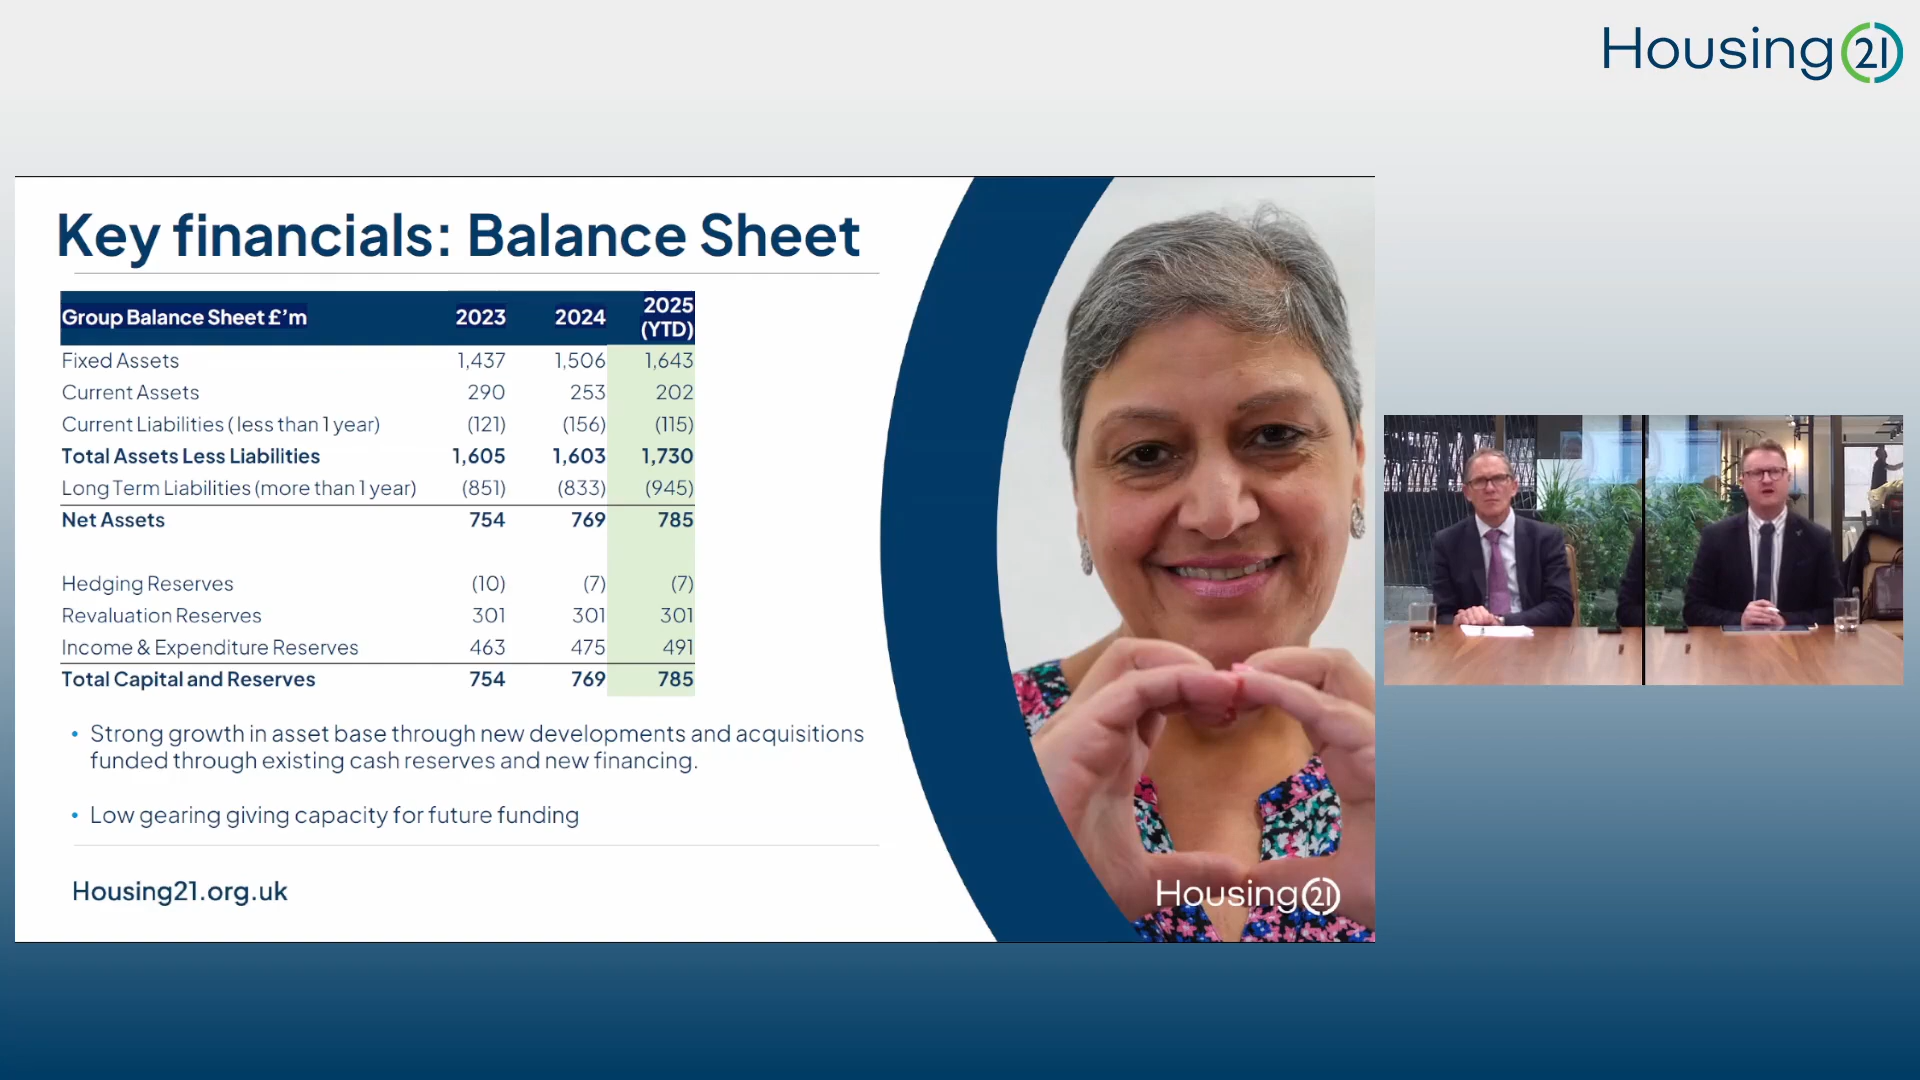 Housing 21
Key financials: Balance Sheet
Group Balance Sheet £'m 2023 2024 2025 (YTD)
Fixed Assets 1,437 1,506 1,643
Current Assets 290 253 202
Current Liabilities ( less than 1 year) (121) (156) (115)
Total Assets Less Liabilities 1,605 1,603 1,730
Long Term Liabilities (more than 1 year) (851) (833) (945)
Net Assets 754 769 785
Hedging Reserves (10) (7) (7)
Revaluation Reserves 301 301 301
Income & Expenditure Reserves 463 475 491
Total Capital and Reserves 754 769 785
• Strong growth in asset base through new developments and acquisitions
funded through existing cash reserves and new financing.
• Low gearing giving capacity for future funding
Housing21.org.uk
Housing 21